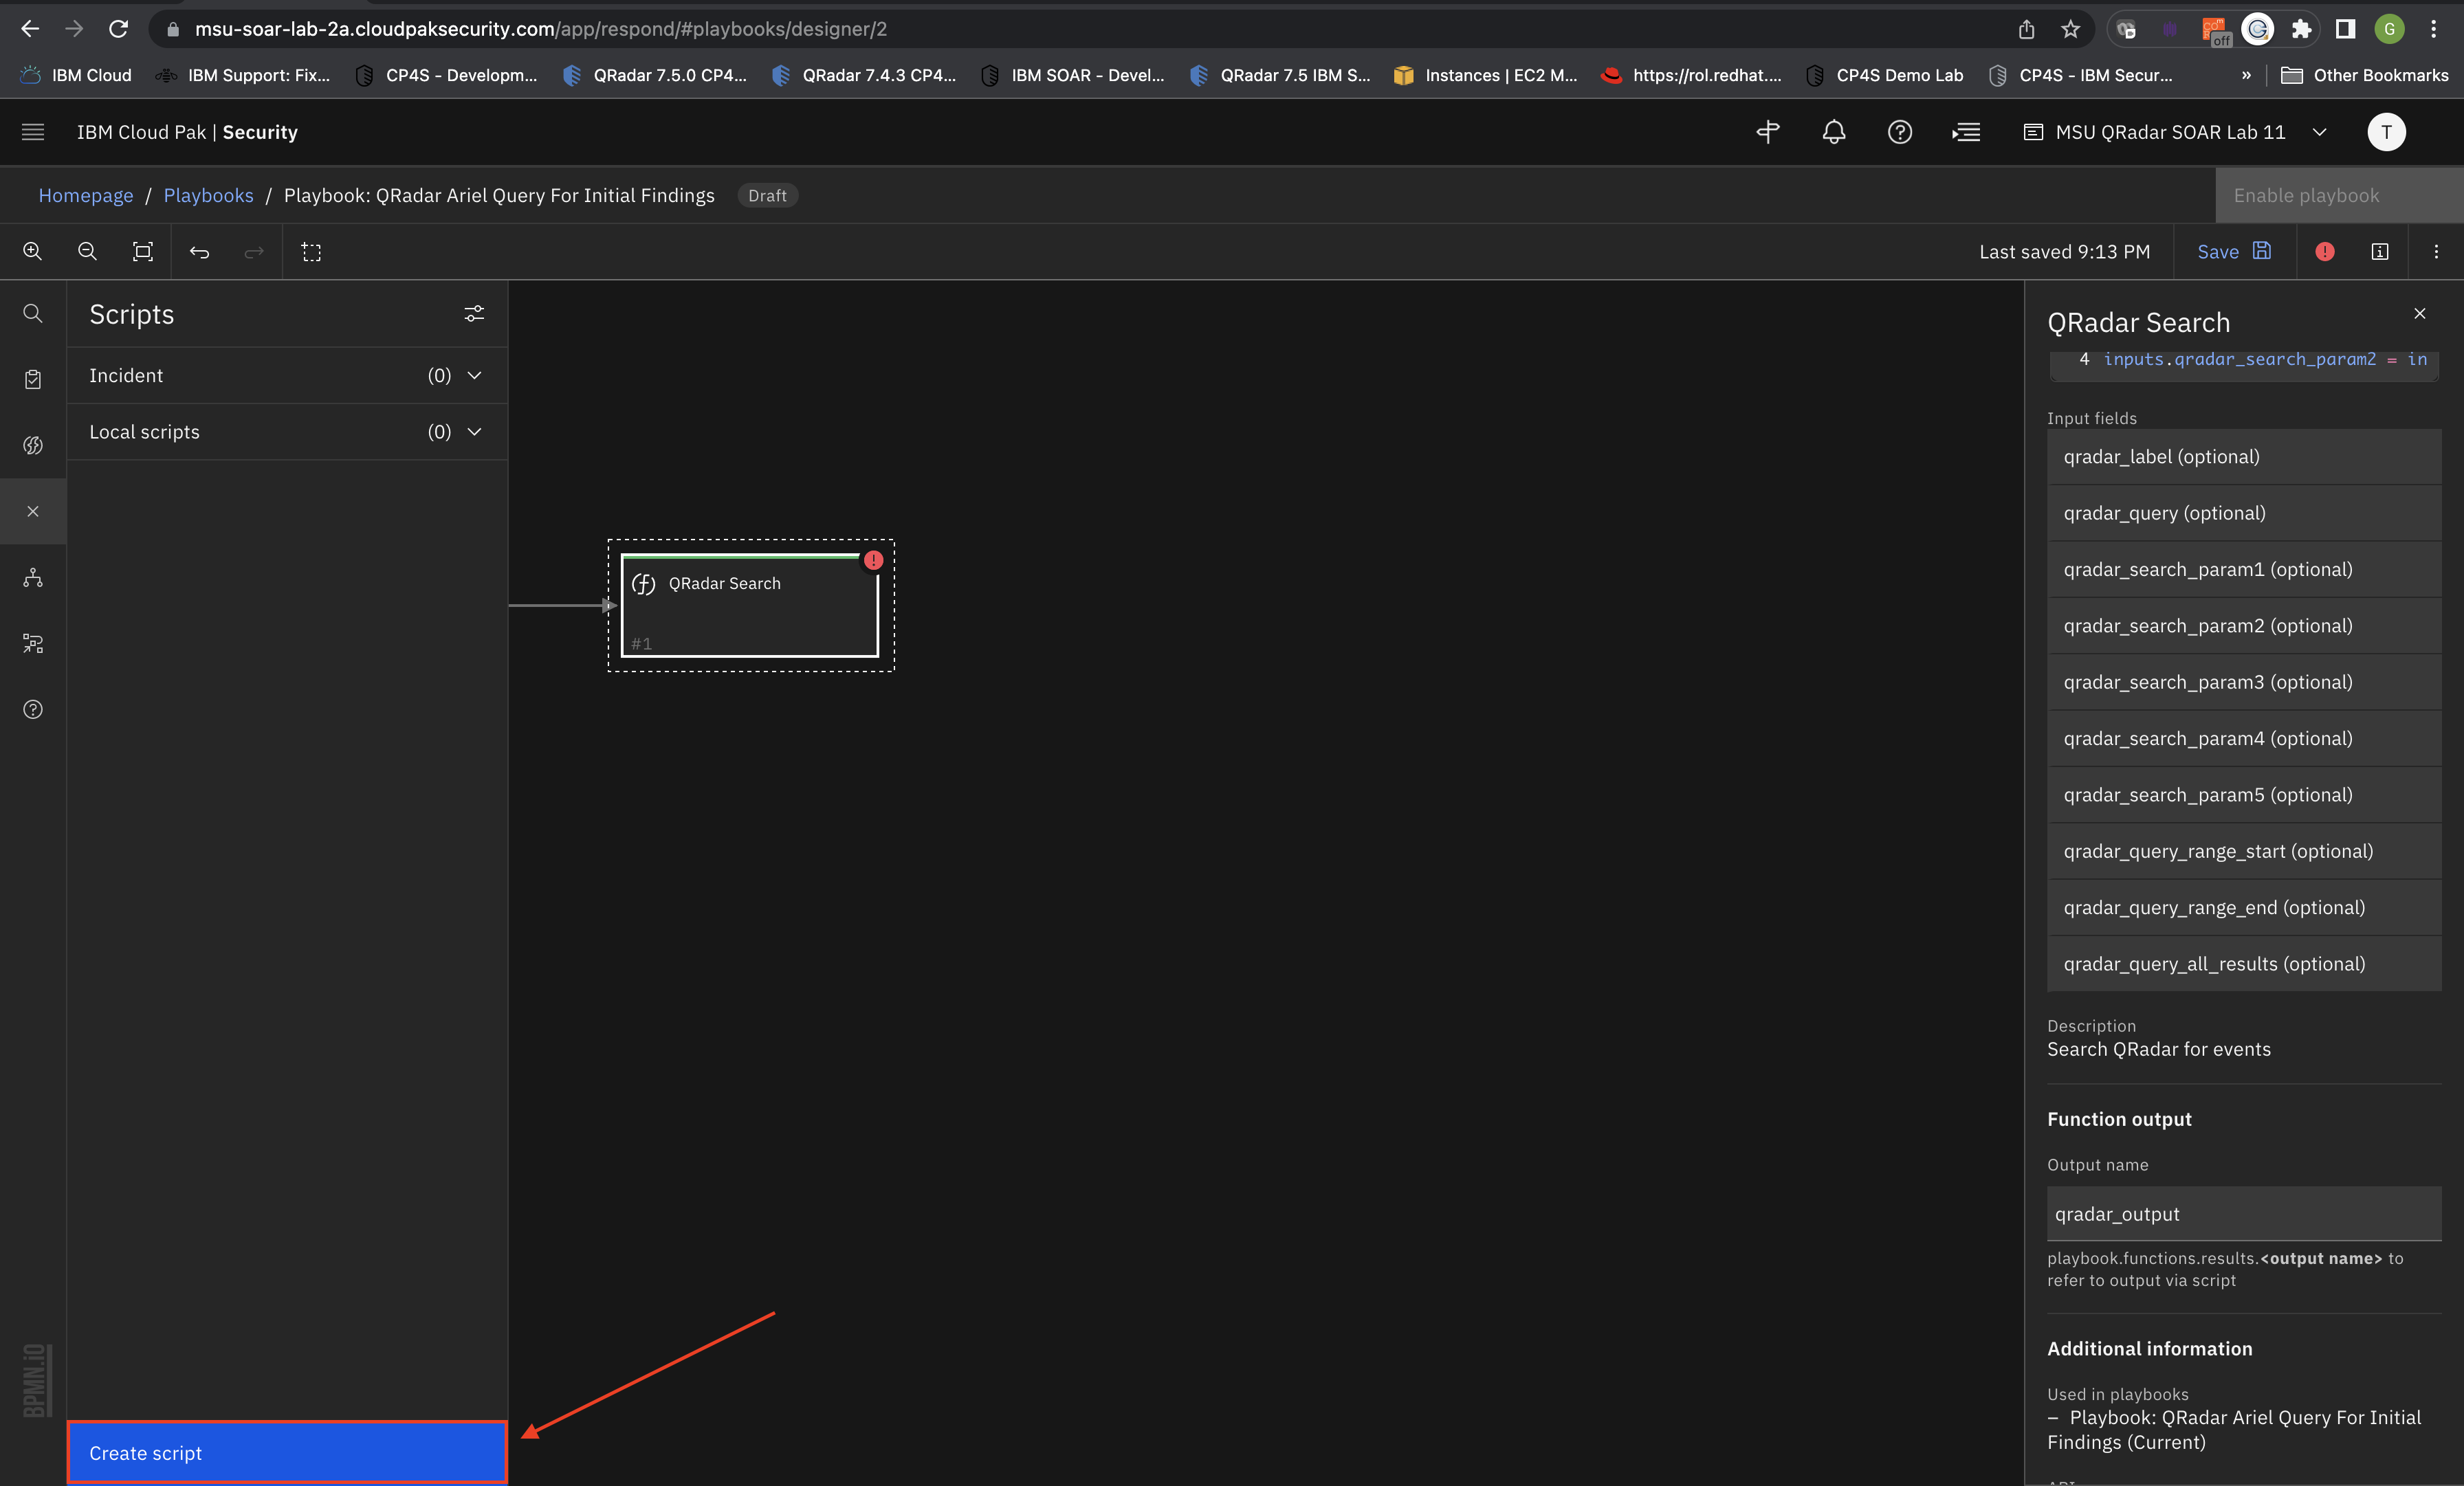 msu-soar-lab-2a.cloudpaksecurity.com/app/respond/#playbooks/designer/2
off
G
IBM Cloud
IBM Support: Fix...
CP4S - Developm...
QRadar 7.5.0 CP4...
QRadar 7.4.3 CP4...
IBM SOAR - Devel...
QRadar 7.5 IBM S...
Instances | EC2 M...
https://rol.redhat....
CP4S Demo Lab
CP4S - IBM Secur...
»
Other Bookmarks
IBM Cloud Pak | Security
MSU QRadar SOAR Lab 11
T
Homepage / Playbooks / Playbook: QRadar Ariel Query For Initial Findings
Draft
Enable playbook
Last saved 9:13 PM
Save
Scripts
Incident (0)
Local scripts (0)
QRadar Search
#1
BPMN.iO
Create script
QRadar Search
4 inputs.qradar_search_param2 = in
Input fields
qradar_label (optional)
qradar_query (optional)
qradar_search_param1 (optional)
qradar_search_param2 (optional)
qradar_search_param3 (optional)
qradar_search_param4 (optional)
qradar_search_param5 (optional)
qradar_query_range_start (optional)
qradar_query_range_end (optional)
qradar_query_all_results (optional)
Description
Search QRadar for events
Function output
Output name
qradar_output
playbook.functions.results.<output name> to
refer to output via script
Additional information
Used in playbooks
– Playbook: QRadar Ariel Query For Initial
Findings (Current)